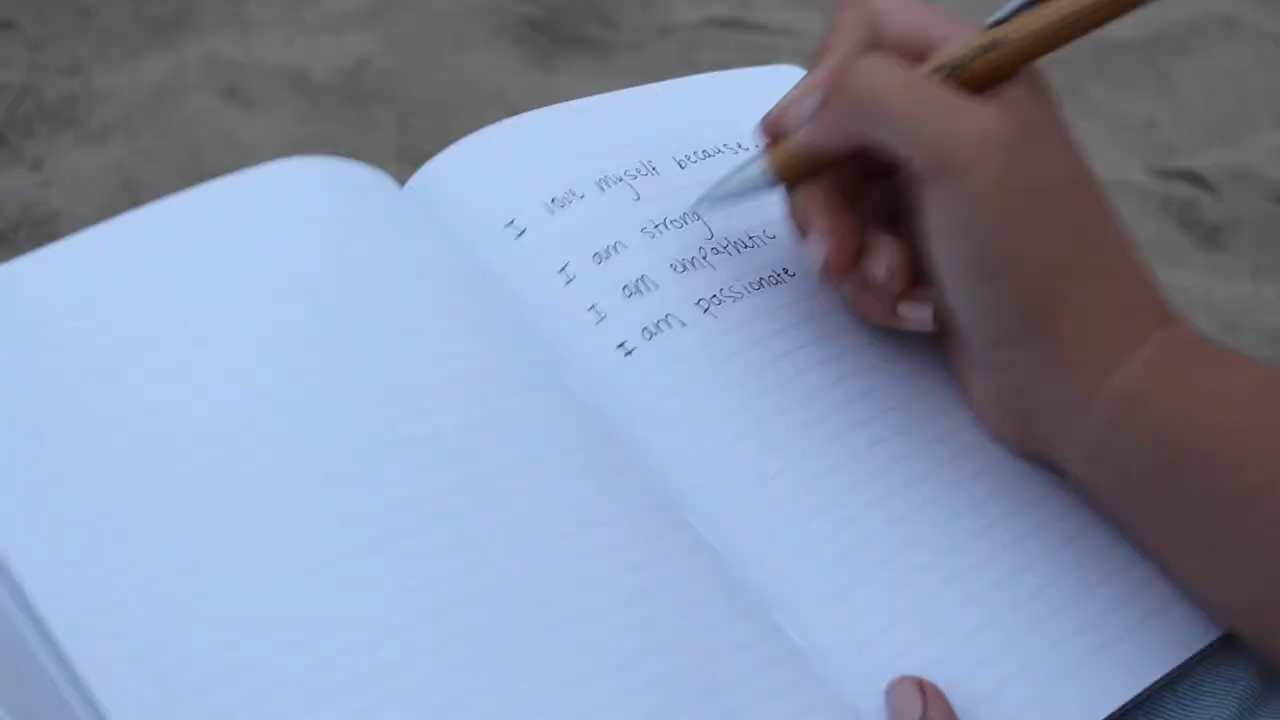 I love myself because.
I am strong
I am empathetic
I am passionate